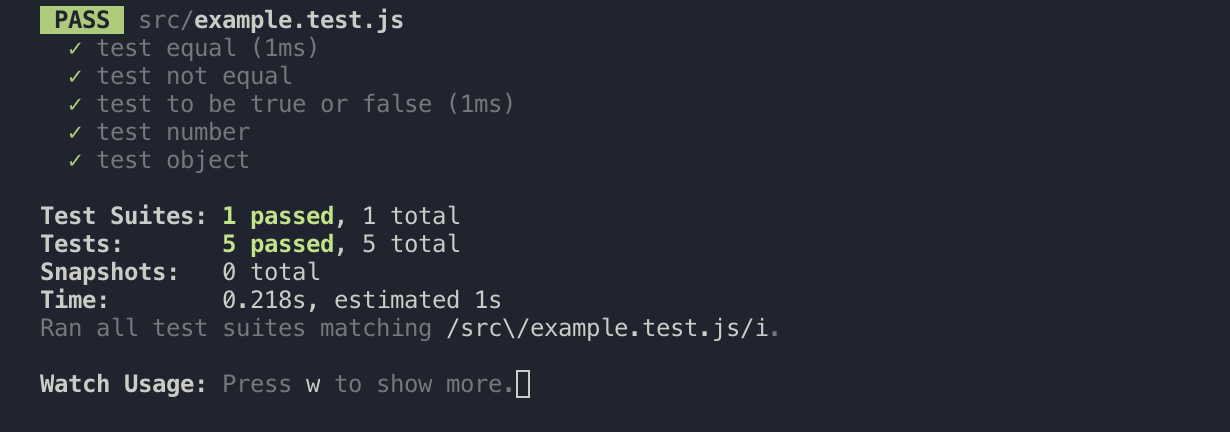 PASS src/example.test.js
✓ test equal (1ms)
✓ test not equal
✓ test to be true or false (1ms)
✓ test number
✓ test object
Test Suites: 1 passed, 1 total
Tests: 5 passed, 5 total
Snapshots: 0 total
Time: 0.218s, estimated 1s
Ran all test suites matching /src\/example.test.js/i.
Watch Usage: Press w to show more.